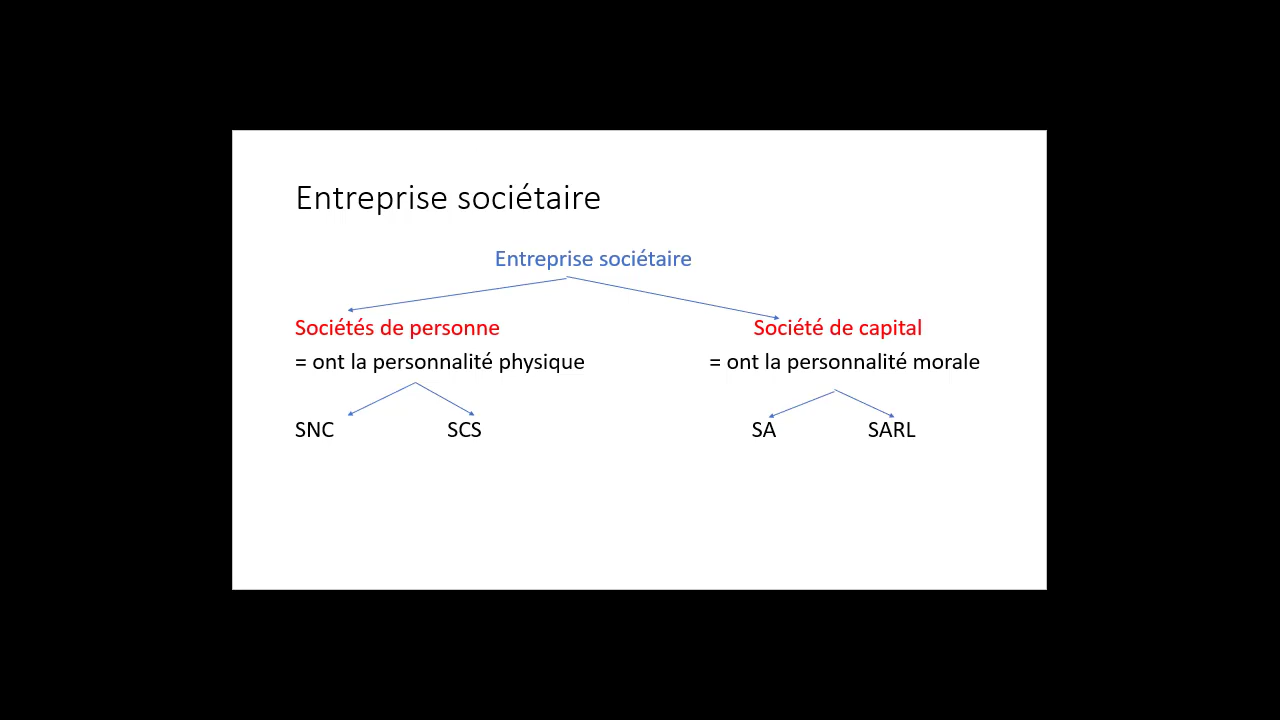 Entreprise sociétaire
Entreprise sociétaire
Sociétés de personne
Société de capital
= ont la personnalité physique
= ont la personnalité morale
SNC
SCS
SA
SARL